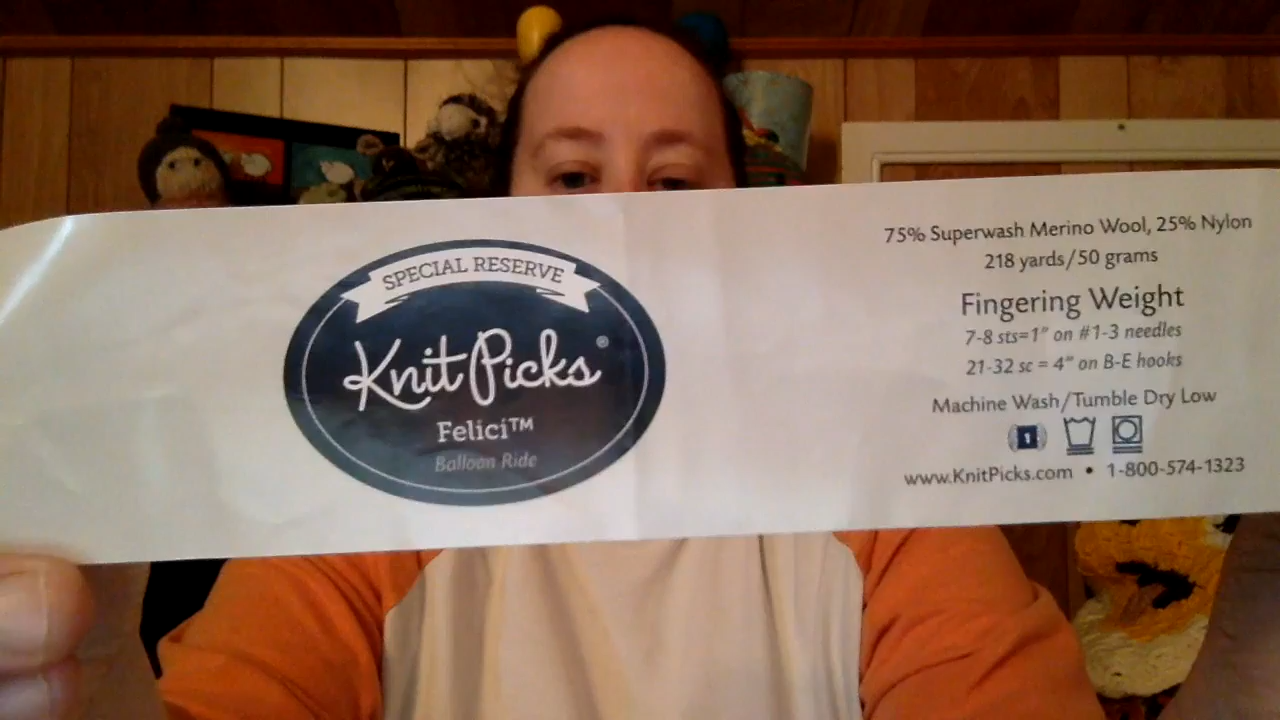 SPECIAL RESERVE
KnitPicks®
Felici™
Balloon Ride
75% Superwash Merino Wool, 25% Nylon
218 yards/50 grams
Fingering Weight
7-8 sts=1" on #1-3 needles
21-32 sc = 4" on B-E hooks
Machine Wash/Tumble Dry Low
1
www.KnitPicks.com • 1-800-574-1323